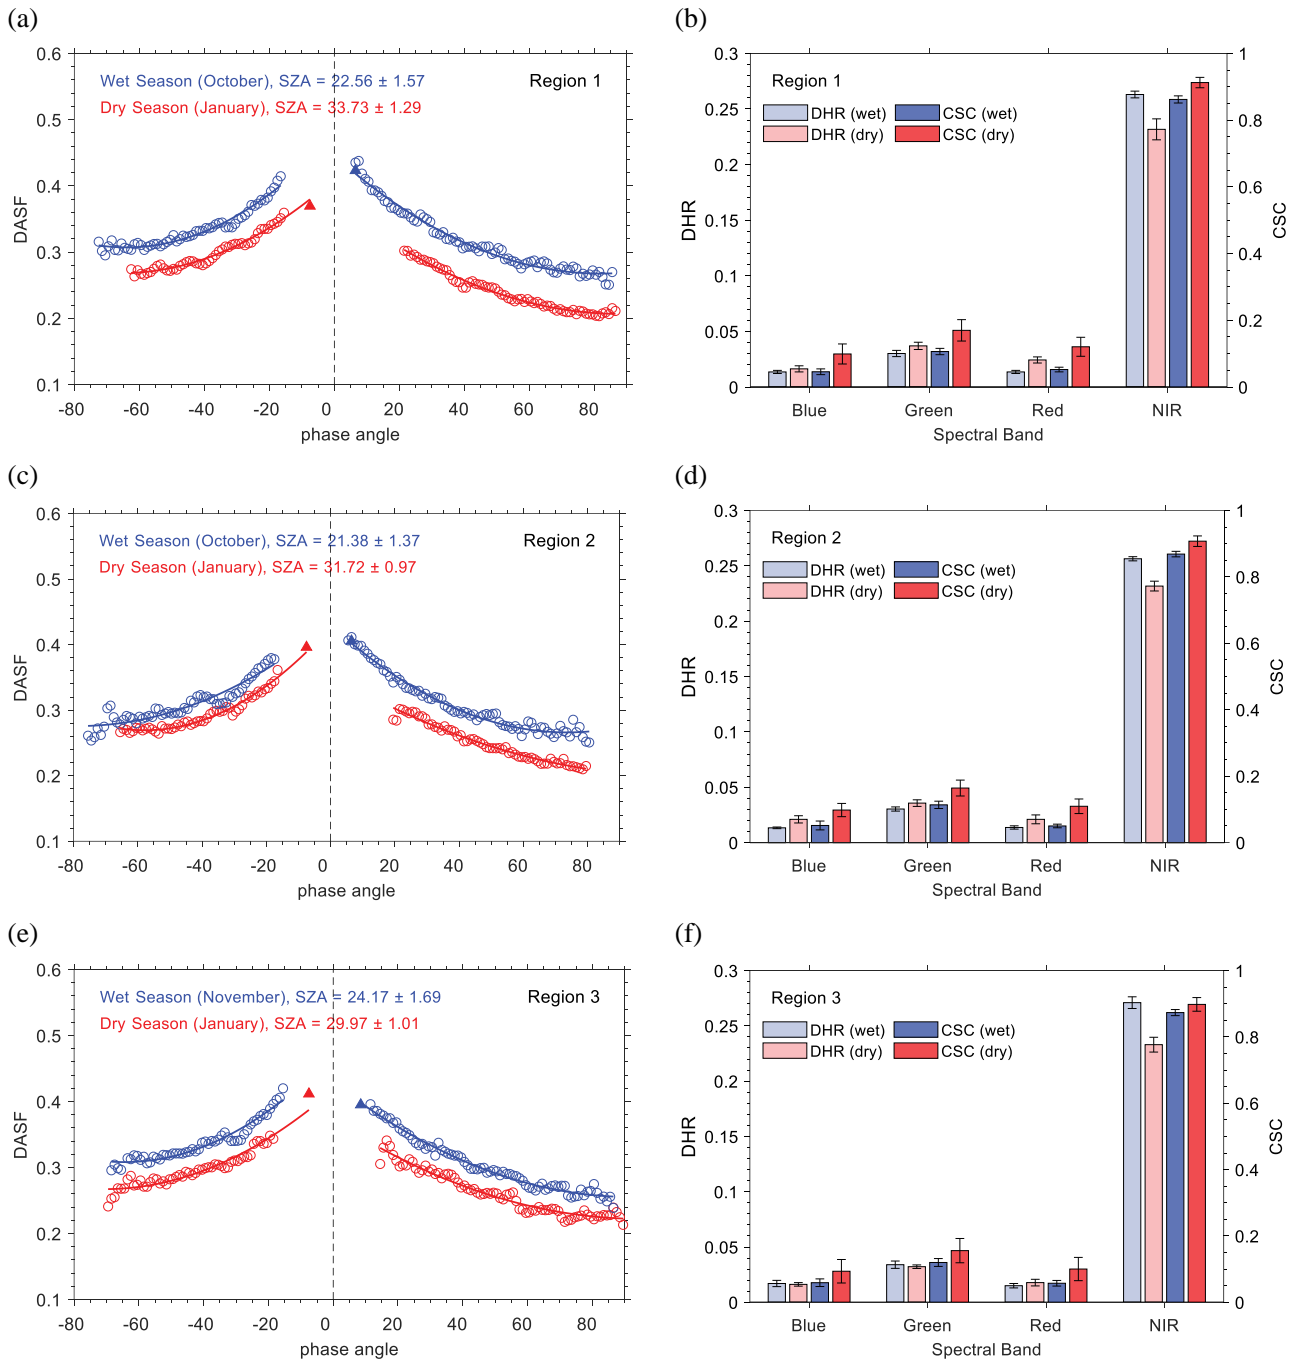 (a)
(b)
0.6
0.5
0.4
0.3
0.2
0.1
DASF
Wet Season (October), SZA = 22.56 ± 1.57
Dry Season (January), SZA = 33.73 ± 1.29
Region 1
-80 -60 -40 -20 0 20 40 60 80
phase angle
0.3
0.25
0.2
0.15
0.1
0.05
0
DHR
Region 1
DHR (wet) CSC (wet)
DHR (dry) CSC (dry)
1
0.8
0.6
0.4
0.2
0
CSC
Blue Green Red NIR
Spectral Band
(c)
(d)
0.6
0.5
0.4
0.3
0.2
0.1
DASF
Wet Season (October), SZA = 21.38 ± 1.37
Dry Season (January), SZA = 31.72 ± 0.97
Region 2
-80 -60 -40 -20 0 20 40 60 80
phase angle
0.3
0.25
0.2
0.15
0.1
0.05
0
DHR
Region 2
DHR (wet) CSC (wet)
DHR (dry) CSC (dry)
1
0.8
0.6
0.4
0.2
0
CSC
Blue Green Red NIR
Spectral Band
(e)
(f)
0.6
0.5
0.4
0.3
0.2
0.1
DASF
Wet Season (November), SZA = 24.17 ± 1.69
Dry Season (January), SZA = 29.97 ± 1.01
Region 3
-80 -60 -40 -20 0 20 40 60 80
phase angle
0.3
0.25
0.2
0.15
0.1
0.05
0
DHR
Region 3
DHR (wet) CSC (wet)
DHR (dry) CSC (dry)
1
0.8
0.6
0.4
0.2
0
CSC
Blue Green Red NIR
Spectral Band